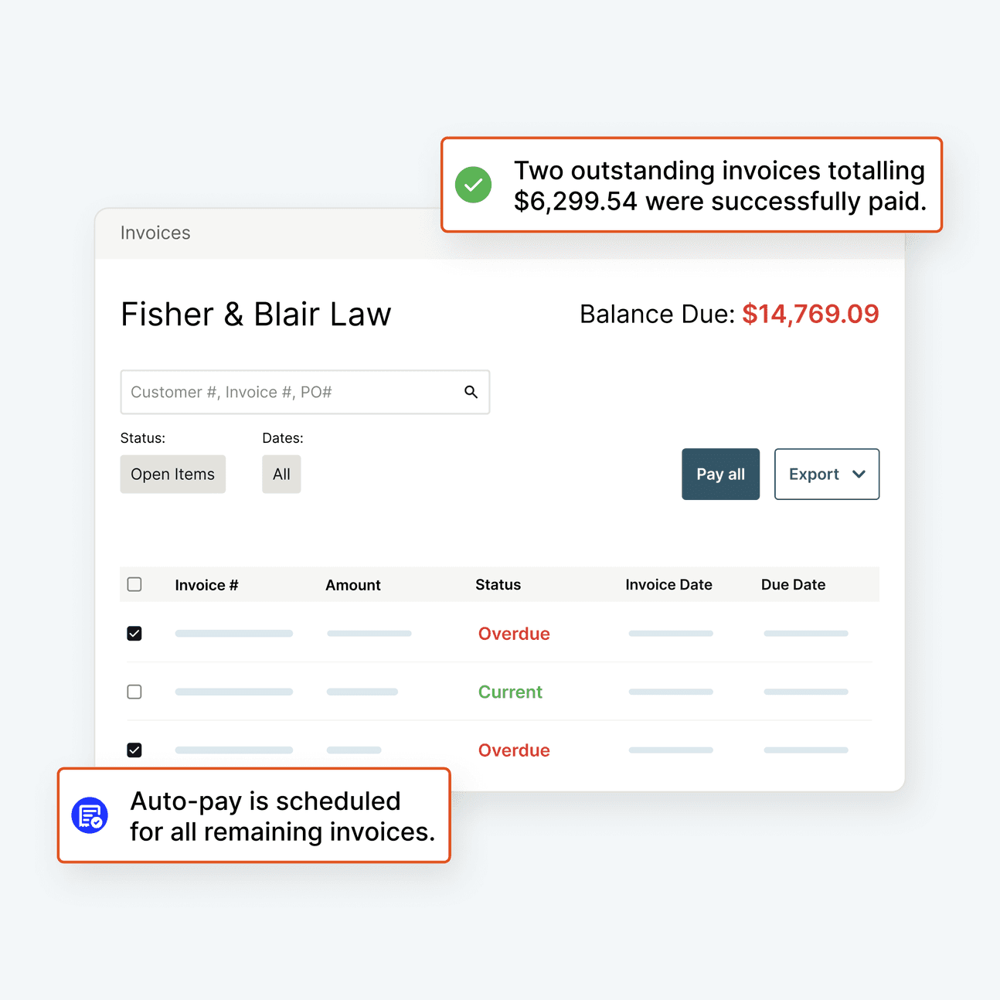 Two outstanding invoices totalling
$6,299.54 were successfully paid.
Invoices
Fisher & Blair Law
Balance Due: $14,769.09
Customer #, Invoice #, PO#
Status:
Dates:
Open Items
All
Pay all
Export
Invoice #
Amount
Status
Invoice Date
Due Date
Overdue
Current
Overdue
Auto-pay is scheduled
for all remaining invoices.